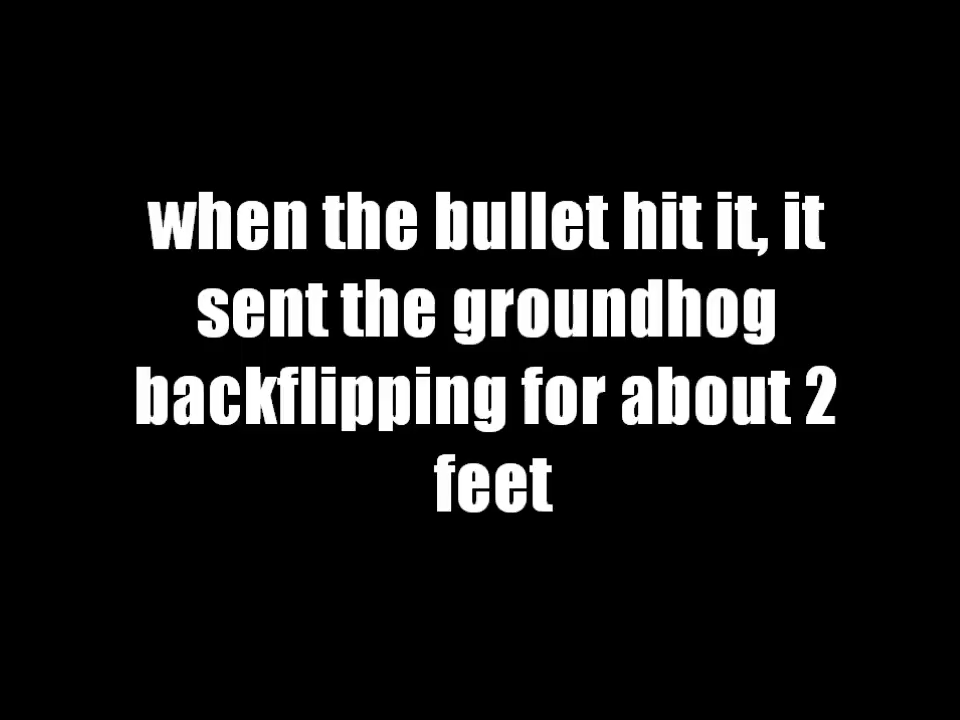 when the bullet hit it, it
sent the groundhog
backflipping for about 2
feet